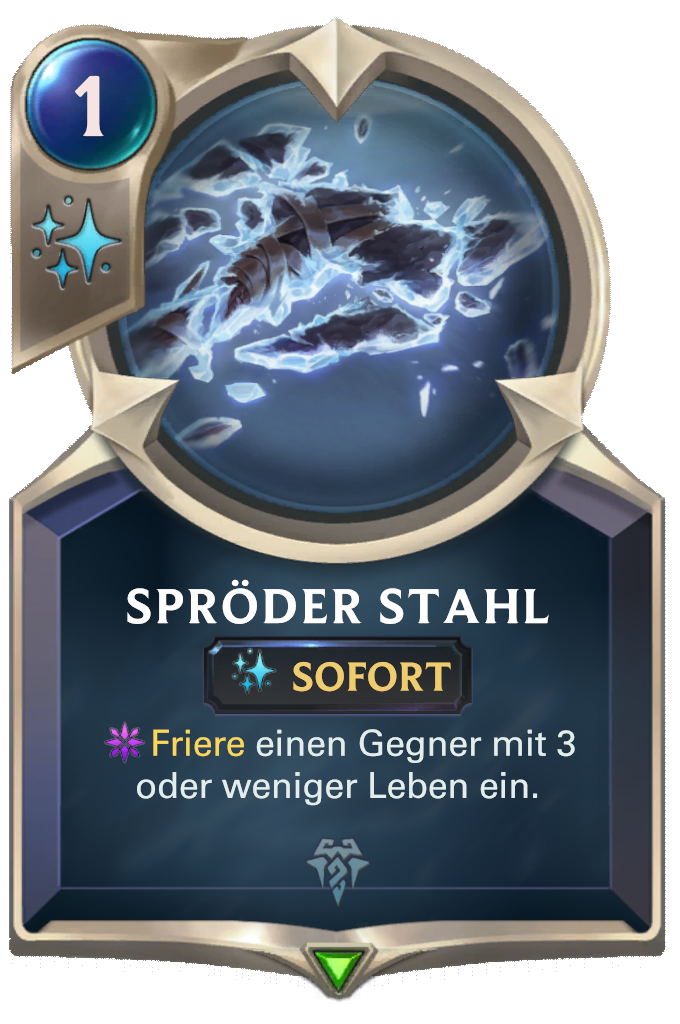 1
SPRÖDER STAHL
SOFORT
Friere einen Gegner mit 3
oder weniger Leben ein.